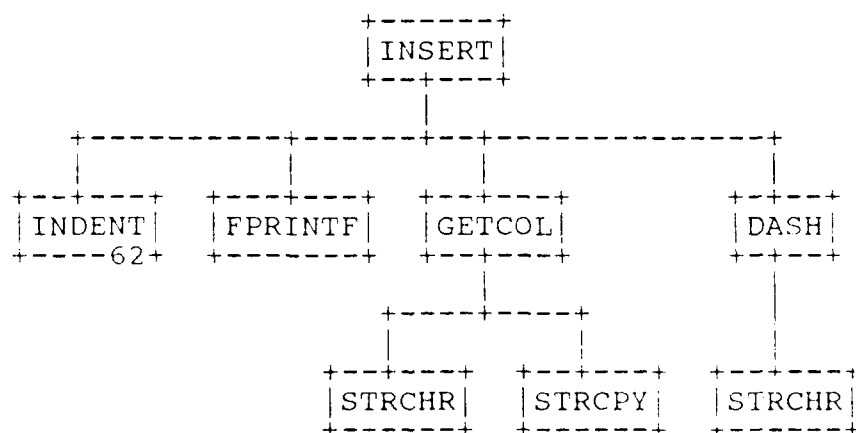 INSERT
INDENT FPRINTF GETCOL DASH
62
STRCHR STRCPY STRCHR